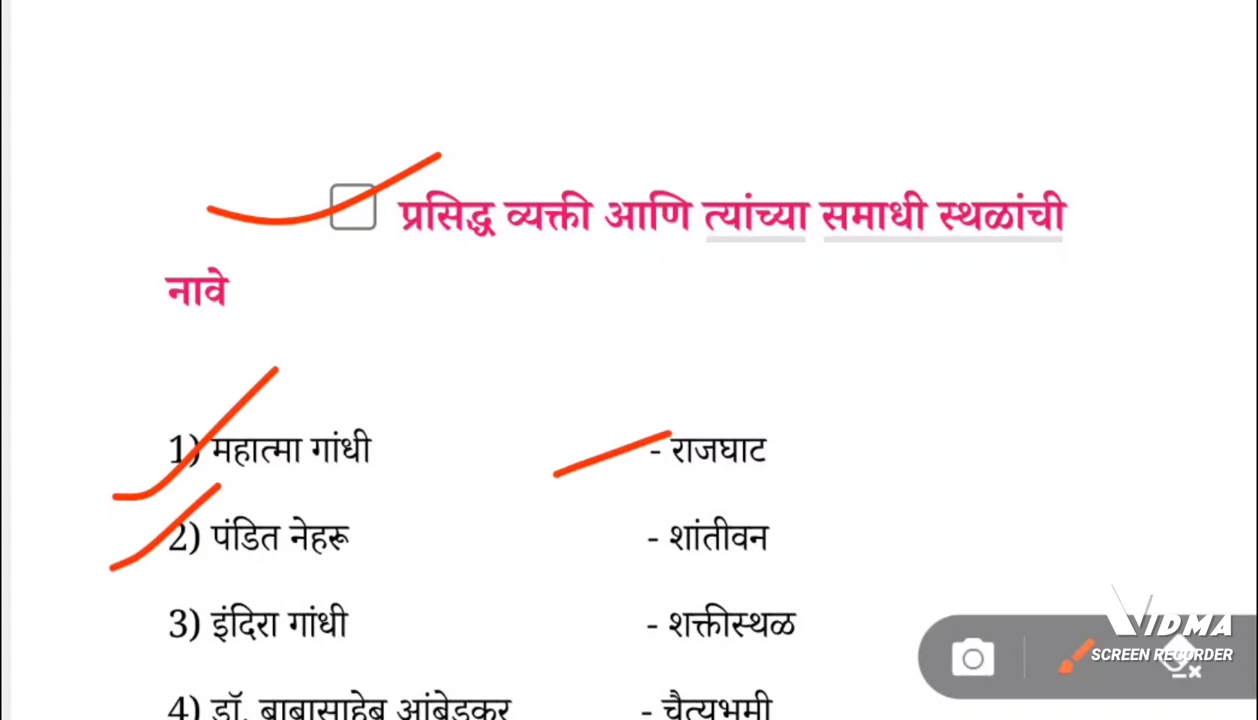 प्रसिद्ध व्यक्ती आणि त्यांच्या समाधी स्थळांची
नावे
1) महात्मा गांधी - राजघाट
2) पंडित नेहरू - शांतीवन
3) इंदिरा गांधी - शक्तीस्थळ
4) डॉ. बाबासाहेब आंबेडकर - चैत्यभूमी
VIDMA
SCREEN RECORDER